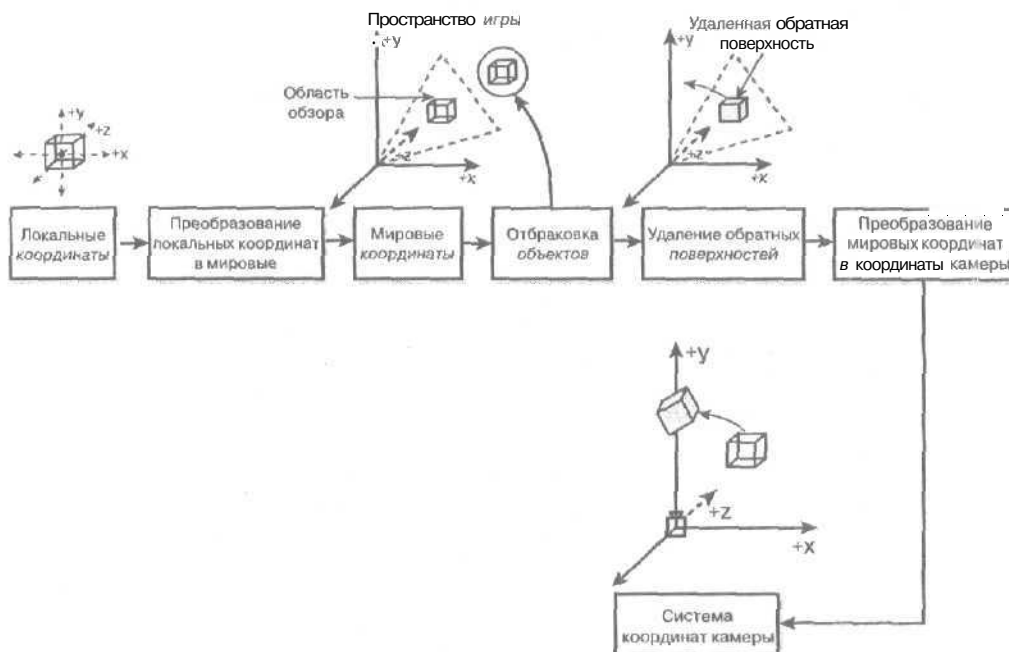 Пространство игры
+y
Область
обзора
+z
+x
Удаленная обратная
поверхность
+y
+z
+x
+y
+z
+x
Локальные
координаты
Преобразование
локальных координат
в мировые
Мировые
координаты
Отбраковка
объектов
Удаление обратных
поверхностей
Преобразование
мировых координат
в координаты камеры
+y
+z
+x
Система
координат камеры